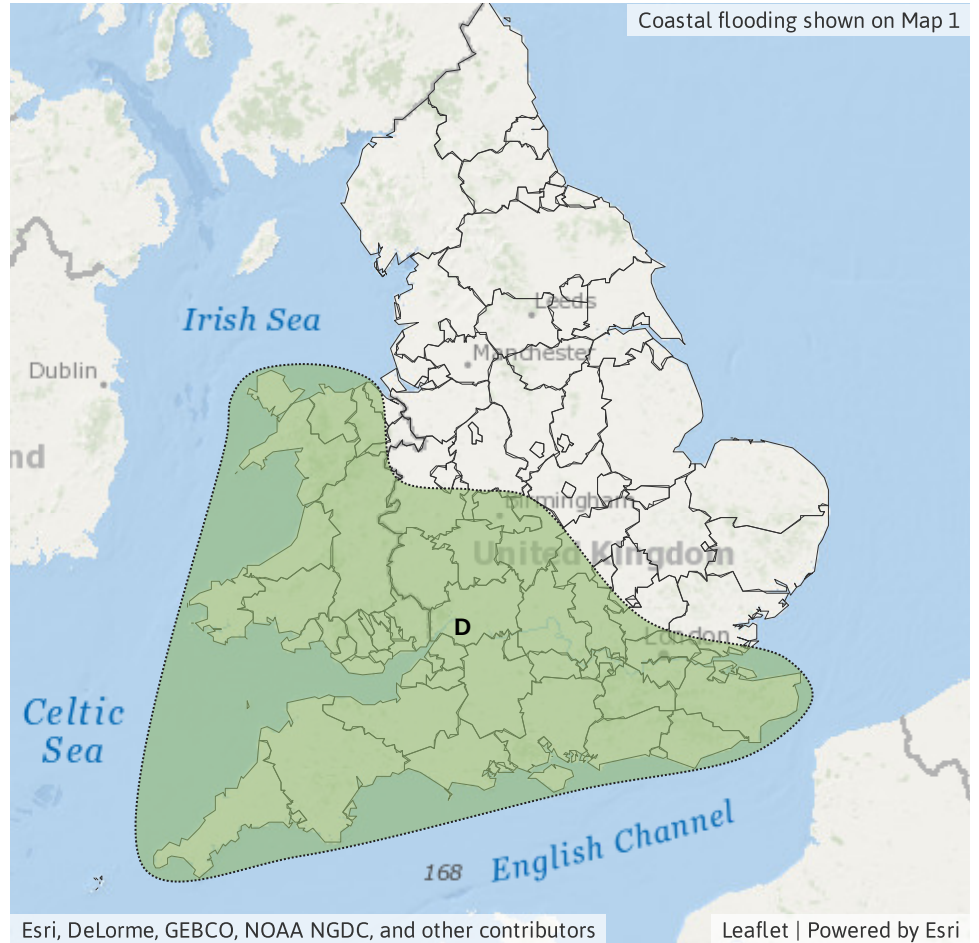 Coastal flooding shown on Map 1
Leeds
Irish Sea
Manchester
Dublin
nd
Birmingham
United Kingdom
D
London
Celtic
Sea
English Channel
168
Esri, DeLorme, GEBCO, NOAA NGDC, and other contributors
Leaflet | Powered by Esri